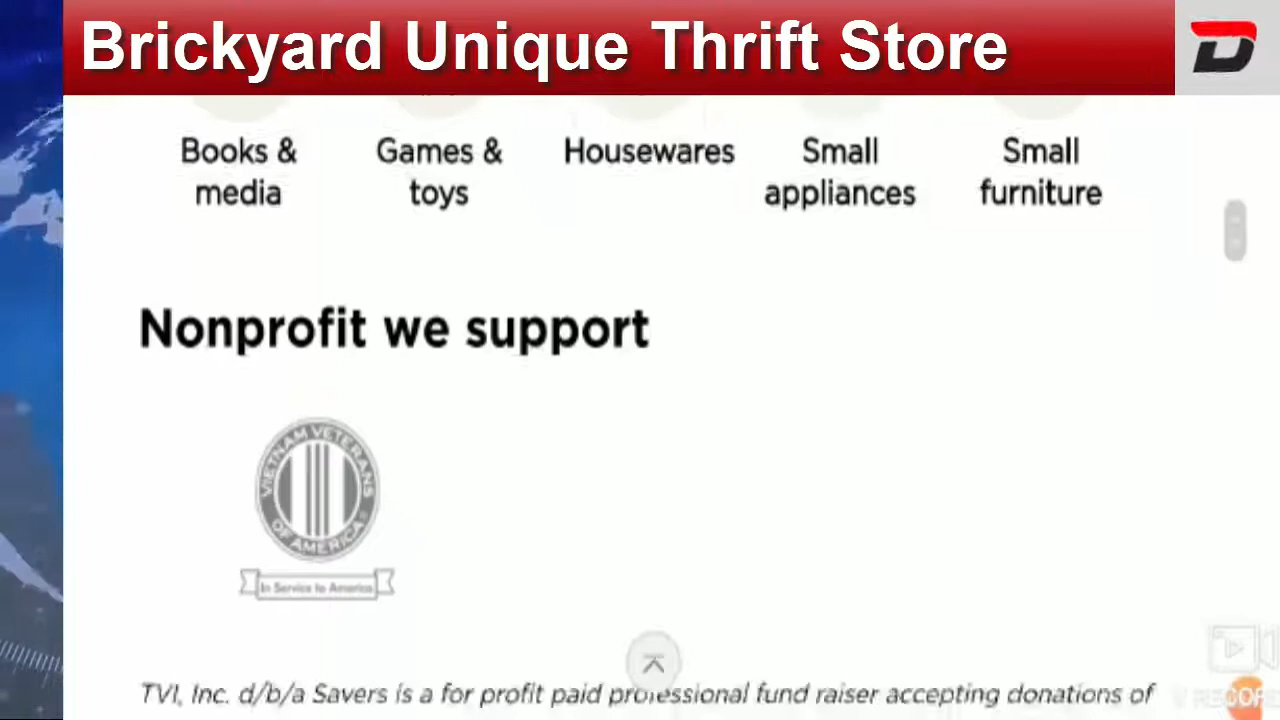 Brickyard Unique Thrift Store
Books &
media
Games &
toys
Housewares
Small
appliances
Small
furniture
Nonprofit we support
VIETNAM VETERANS
OF AMERICA
In Service to America
TVI, Inc. d/b/a Savers is a for profit paid professional fund raiser accepting donations of